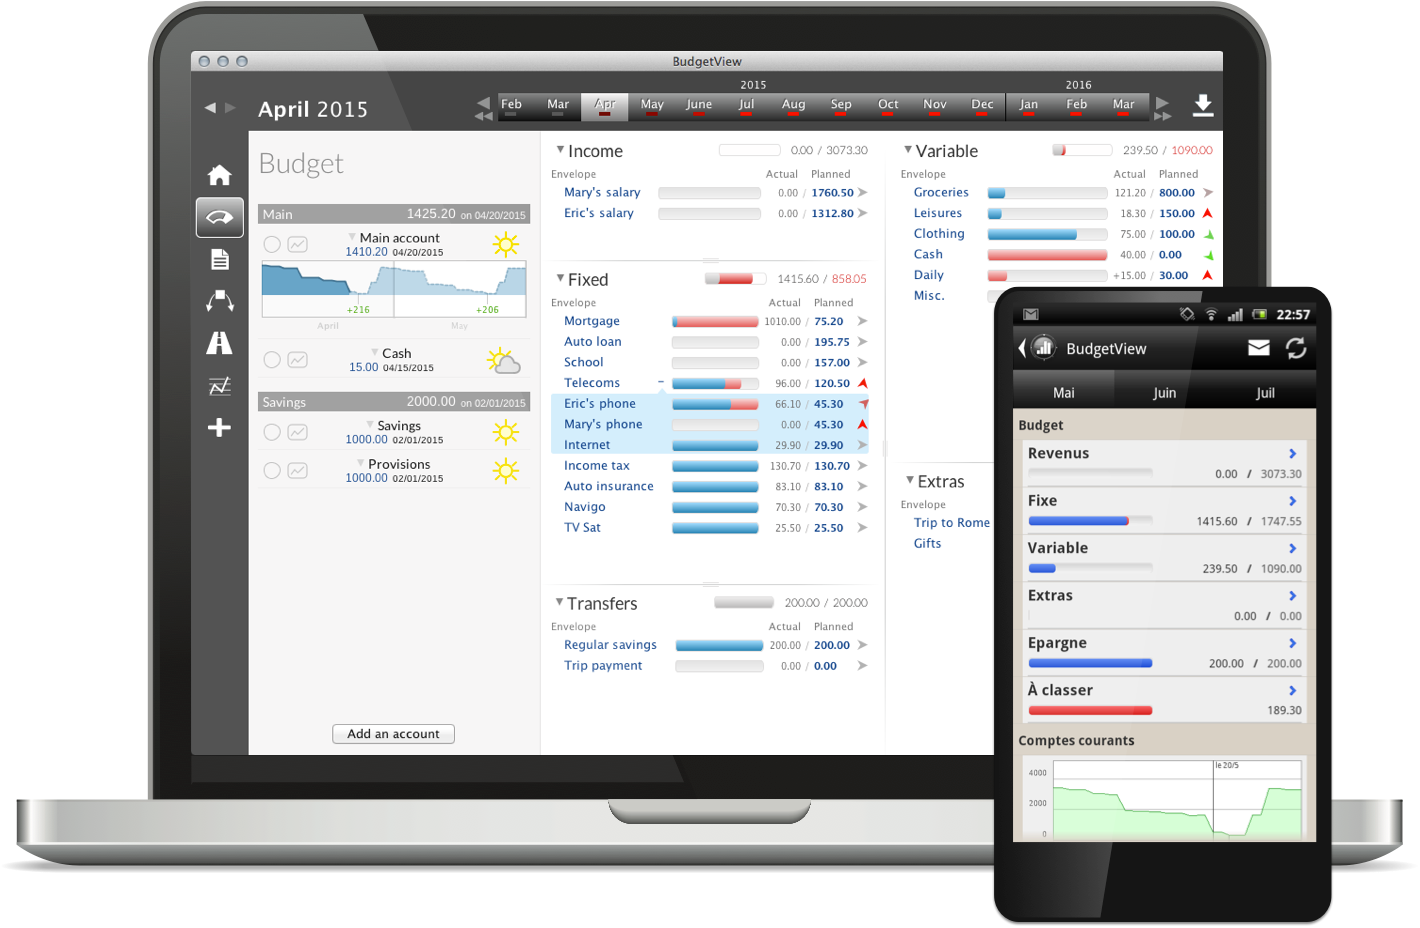 BudgetView
2015
2016
April 2015
Feb Mar Apr May June Jul Aug Sep Oct Nov Dec Jan Feb Mar
Budget
Main 1425.20 on 04/20/2015
Main account
1410.20 04/20/2015
+216 +206
April May
Cash
15.00 04/15/2015
Savings 2000.00 on 02/01/2015
Savings
1000.00 02/01/2015
Provisions
1000.00 02/01/2015
Add an account
Income 0.00 / 3073.30
Envelope Actual Planned
Mary's salary 0.00 / 1760.50
Eric's salary 0.00 / 1312.80
Fixed 1415.60 / 858.05
Envelope Actual Planned
Mortgage 1010.00 / 75.20
Auto loan 0.00 / 195.75
School 0.00 / 157.00
Telecoms – 96.00 / 120.50
Eric's phone 66.10 / 45.30
Mary's phone 0.00 / 45.30
Internet 29.90 / 29.90
Income tax 130.70 / 130.70
Auto insurance 83.10 / 83.10
Navigo 70.30 / 70.30
TV Sat 25.50 / 25.50
Transfers 200.00 / 200.00
Envelope Actual Planned
Regular savings 200.00 / 200.00
Trip payment 0.00 / 0.00
Variable 239.50 / 1090.00
Envelope Actual Planned
Groceries 121.20 / 800.00
Leisures 18.30 / 150.00
Clothing 75.00 / 100.00
Cash 40.00 / 0.00
Daily +15.00 / 30.00
Misc.
Extras
Envelope
Trip to Rome
Gifts
22:57
BudgetView
Mai Juin Juil
Budget
Revenus
0.00 / 3073.30
Fixe
1415.60 / 1747.55
Variable
239.50 / 1090.00
Extras
0.00 / 0.00
Epargne
200.00 / 200.00
À classer
189.30
Comptes courants
le 20/5
4000
2000
0